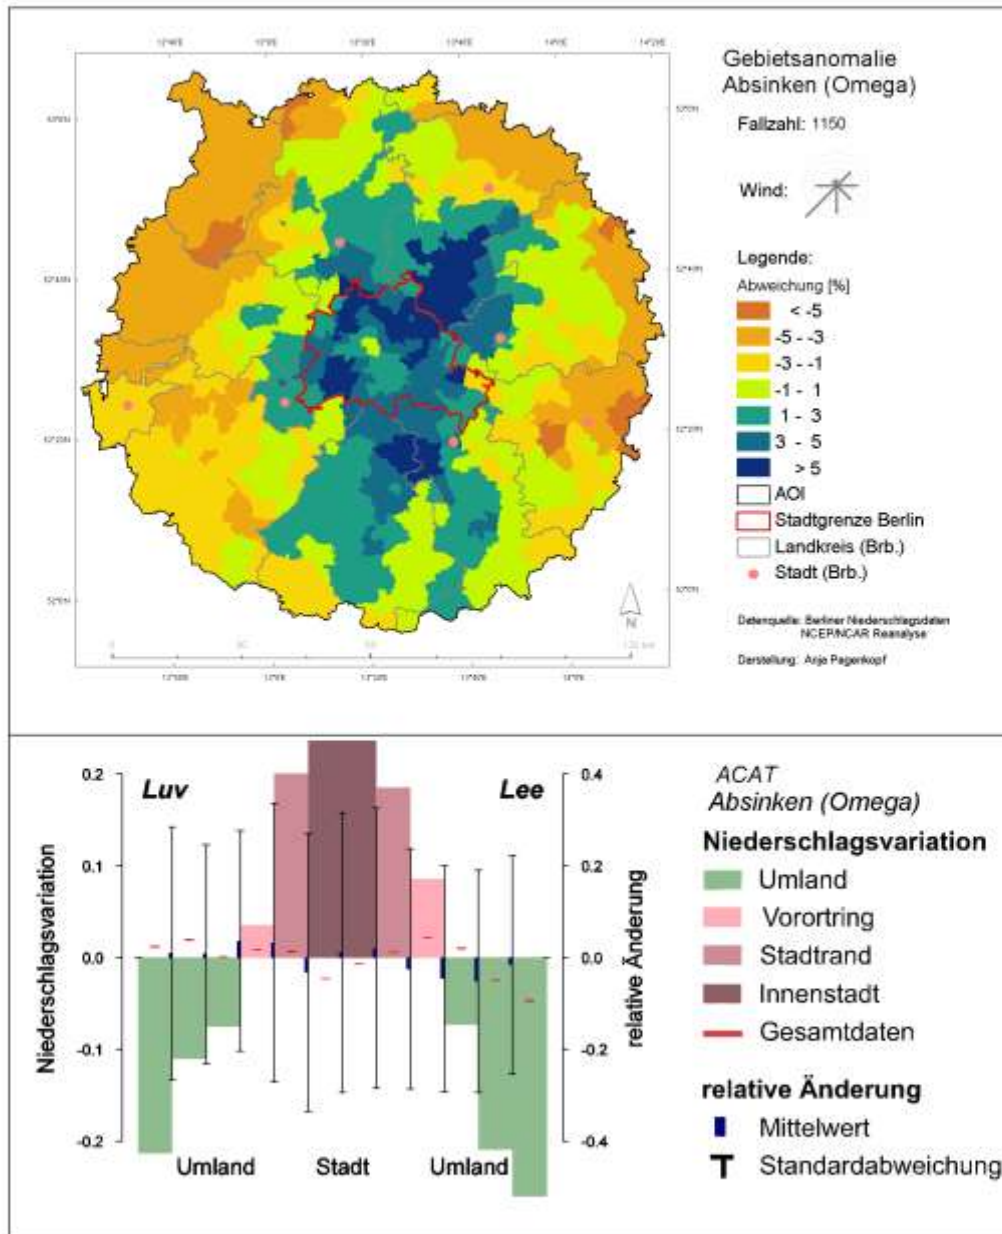 Gebietsanomalie
Absinken (Omega)
Fallzahl: 1150
Wind:
Legende:
Abweichung [%]
< -5
-5 - -3
-3 - -1
-1 - 1
1 - 3
3 - 5
> 5
AOI
Stadtgrenze Berlin
Landkreis (Brb.)
Stadt (Brb.)
N
Datenquelle: Berliner Niederschlagsdaten
NCEP/NCAR Reanalyse
Darstellung: Anja Pagenkopf
Luv
Lee
Niederschlagsvariation
0.2
0.1
0.0
-0.1
-0.2
0.4
0.2
0.0
-0.2
-0.4
relative Änderung
Umland Stadt Umland
ACAT
Absinken (Omega)
Niederschlagsvariation
Umland
Vorortring
Stadtrand
Innenstadt
Gesamtdaten
relative Änderung
Mittelwert
Standardabweichung